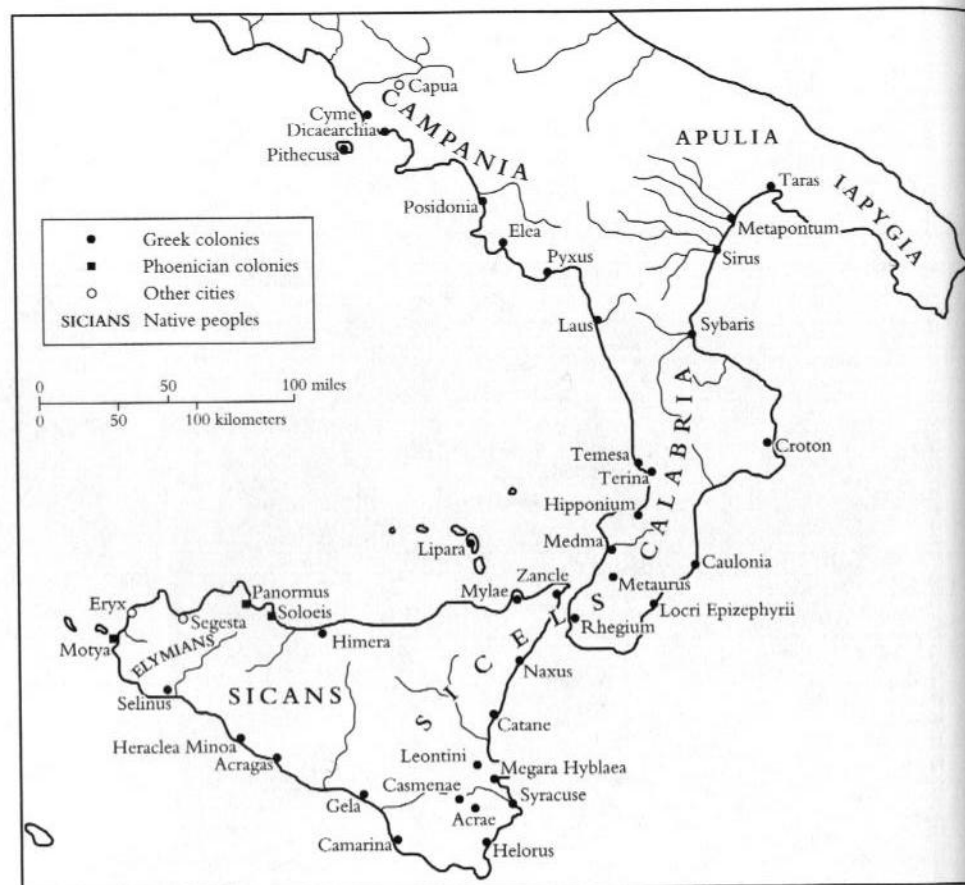 Capua
Cyme
CAMPANIA
Dicaearchia
Pithecusa
APULIA
IAPYGIA
Taras
Posidonia
Metapontum
Elea
Sirus
Pyxus
Greek colonies
Phoenician colonies
Other cities
SICIANS Native peoples
Laus
Sybaris
0 50 100 miles
50 100 kilometers
CALABRIA
Croton
Temesa
Terina
Hipponium
Medma
Lipara
Caulonia
Metaurus
Zancle
Mylae
Locri Epizephyrii
Rhegium
Panormus
Eryx
Soloeis
Segesta
Motya
Himera
ELYMIANS
SICELS
Naxus
SICANS
Selinus
Catane
Heraclea Minoa
Acragas
Leontini
Megara Hyblaea
Casmenae
Syracuse
Gela
Acrae
Camarina
Helorus